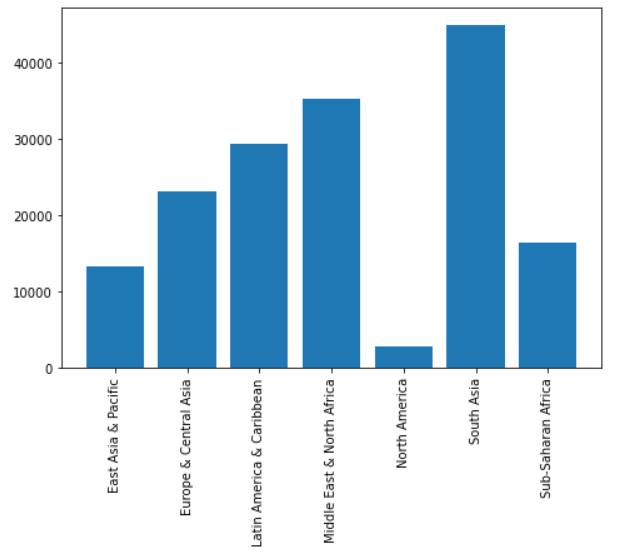 40000
30000
20000
10000
0
East Asia & Pacific
Europe & Central Asia
Latin America & Caribbean
Middle East & North Africa
North America
South Asia
Sub-Saharan Africa